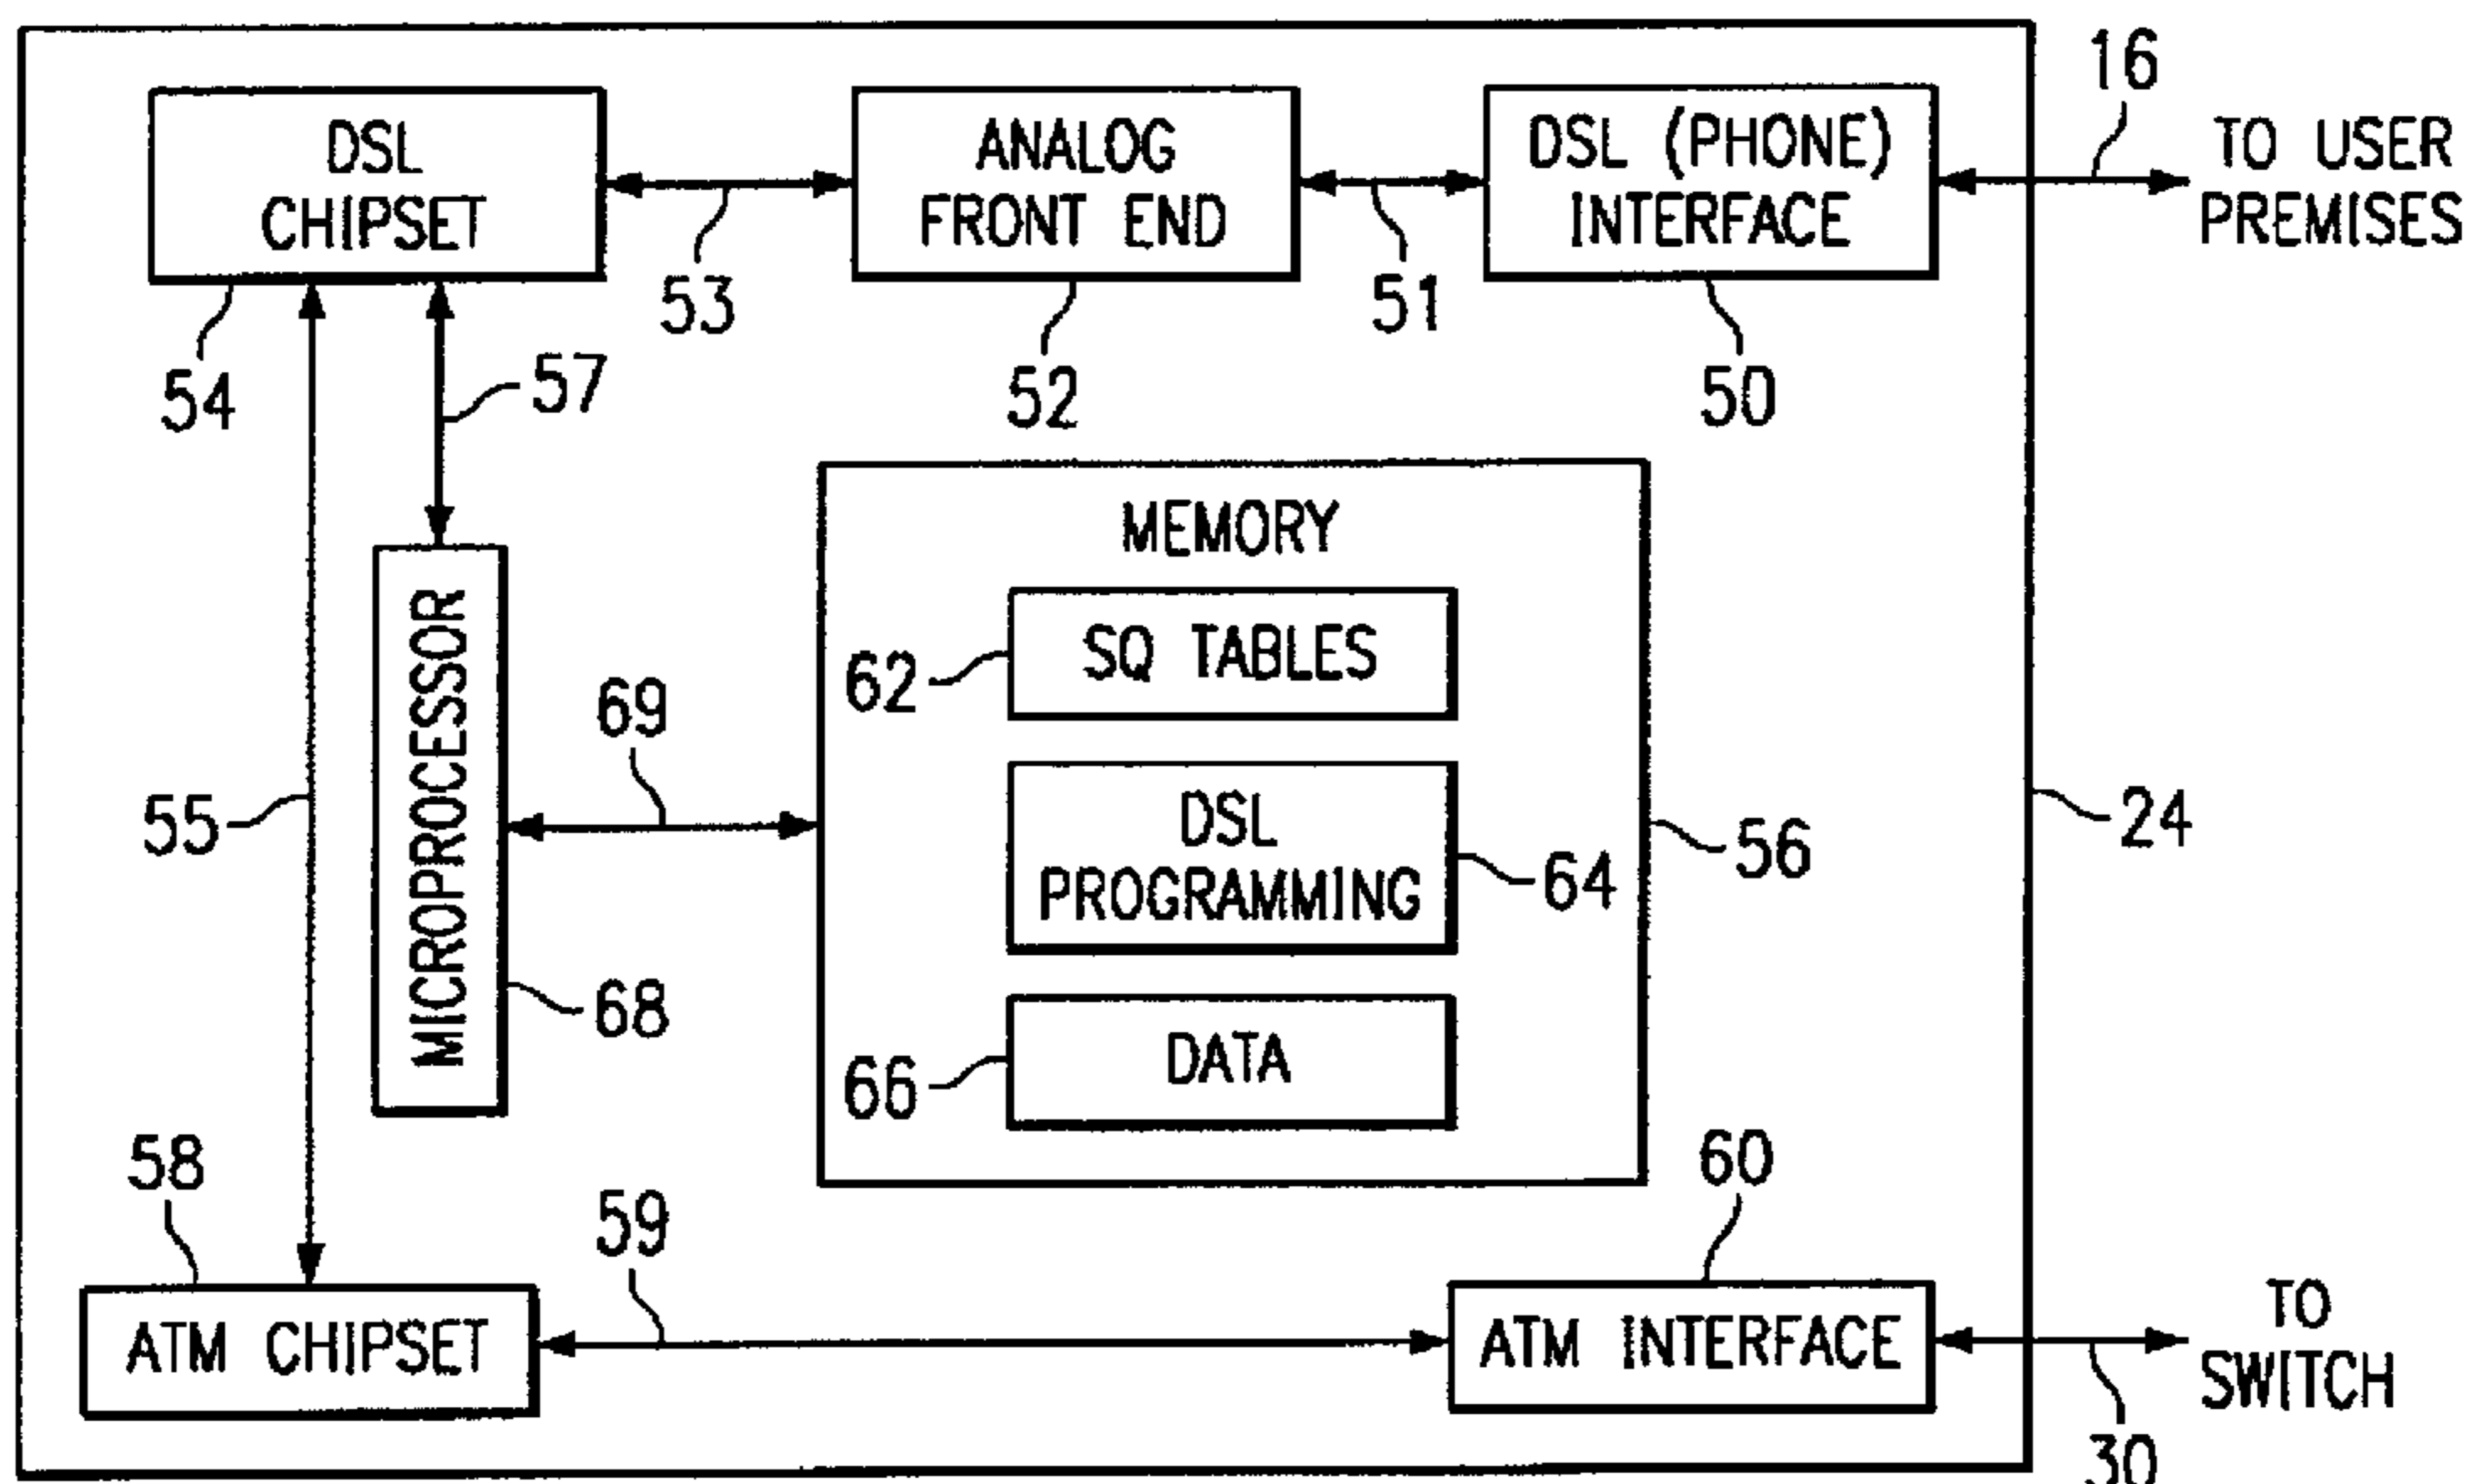 16
DSL
CHIPSET
ANALOG
FRONT END
DSL (PHONE)
INTERFACE
TO USER
PREMISES
53
51
54
57
52
50
MEMORY
SQ TABLES
62
69
MICROPROCESSOR
55
DSL
PROGRAMMING
64
56
24
68
DATA
66
58
59
60
ATM CHIPSET
ATM INTERFACE
TO
SWITCH
30